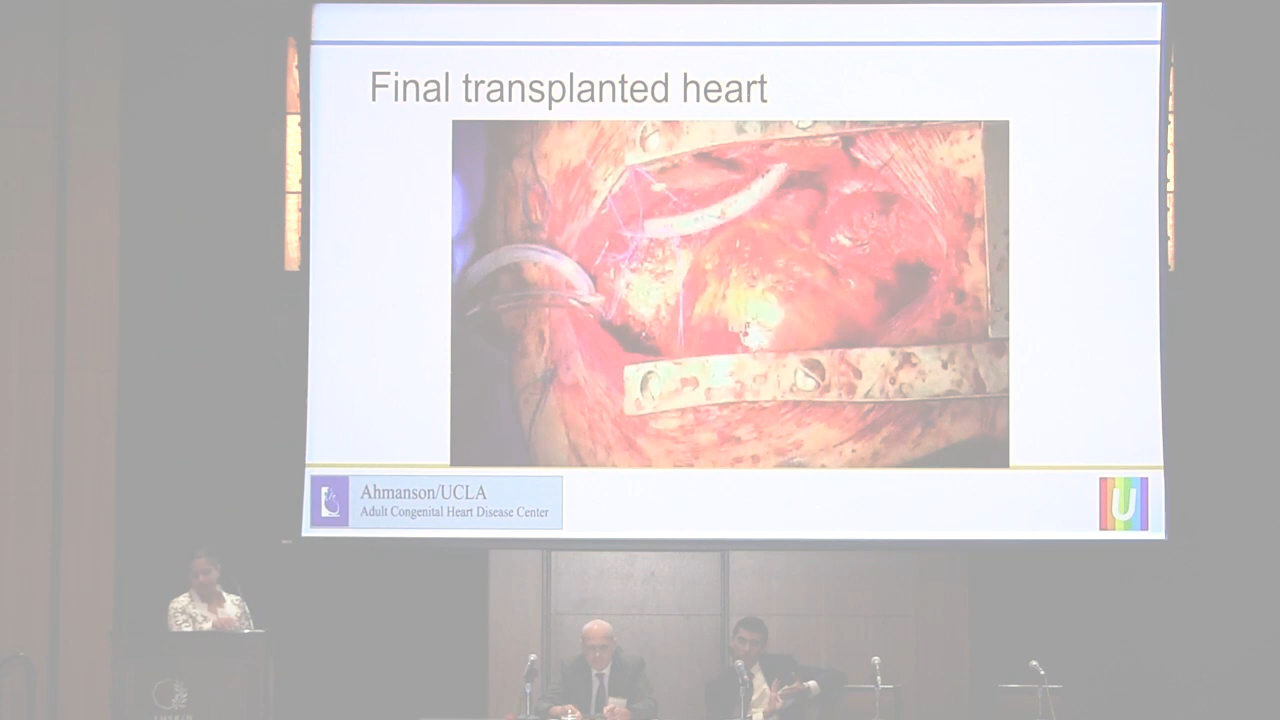 Final transplanted heart
Ahmanson/UCLA
Adult Congenital Heart Disease Center
U